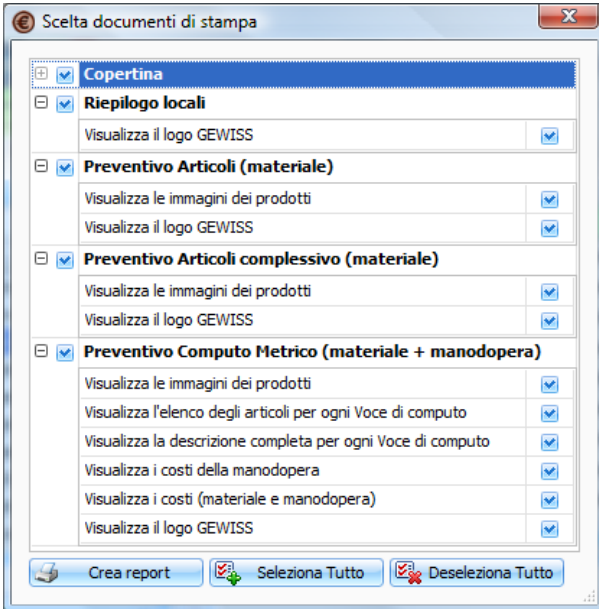 Scelta documenti di stampa
Copertina
Riepilogo locali
Visualizza il logo GEWISS
Preventivo Articoli (materiale)
Visualizza le immagini dei prodotti
Visualizza il logo GEWISS
Preventivo Articoli complessivo (materiale)
Visualizza le immagini dei prodotti
Visualizza il logo GEWISS
Preventivo Computo Metrico (materiale + manodopera)
Visualizza le immagini dei prodotti
Visualizza l'elenco degli articoli per ogni Voce di computo
Visualizza la descrizione completa per ogni Voce di computo
Visualizza i costi della manodopera
Visualizza i costi (materiale e manodopera)
Visualizza il logo GEWISS
Crea report Seleziona Tutto Deseleziona Tutto